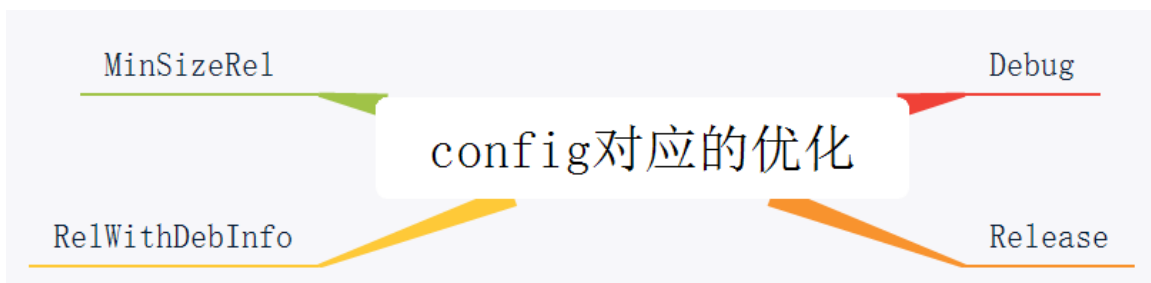 MinSizeRel
Debug
config对应的优化
RelWithDebInfo
Release